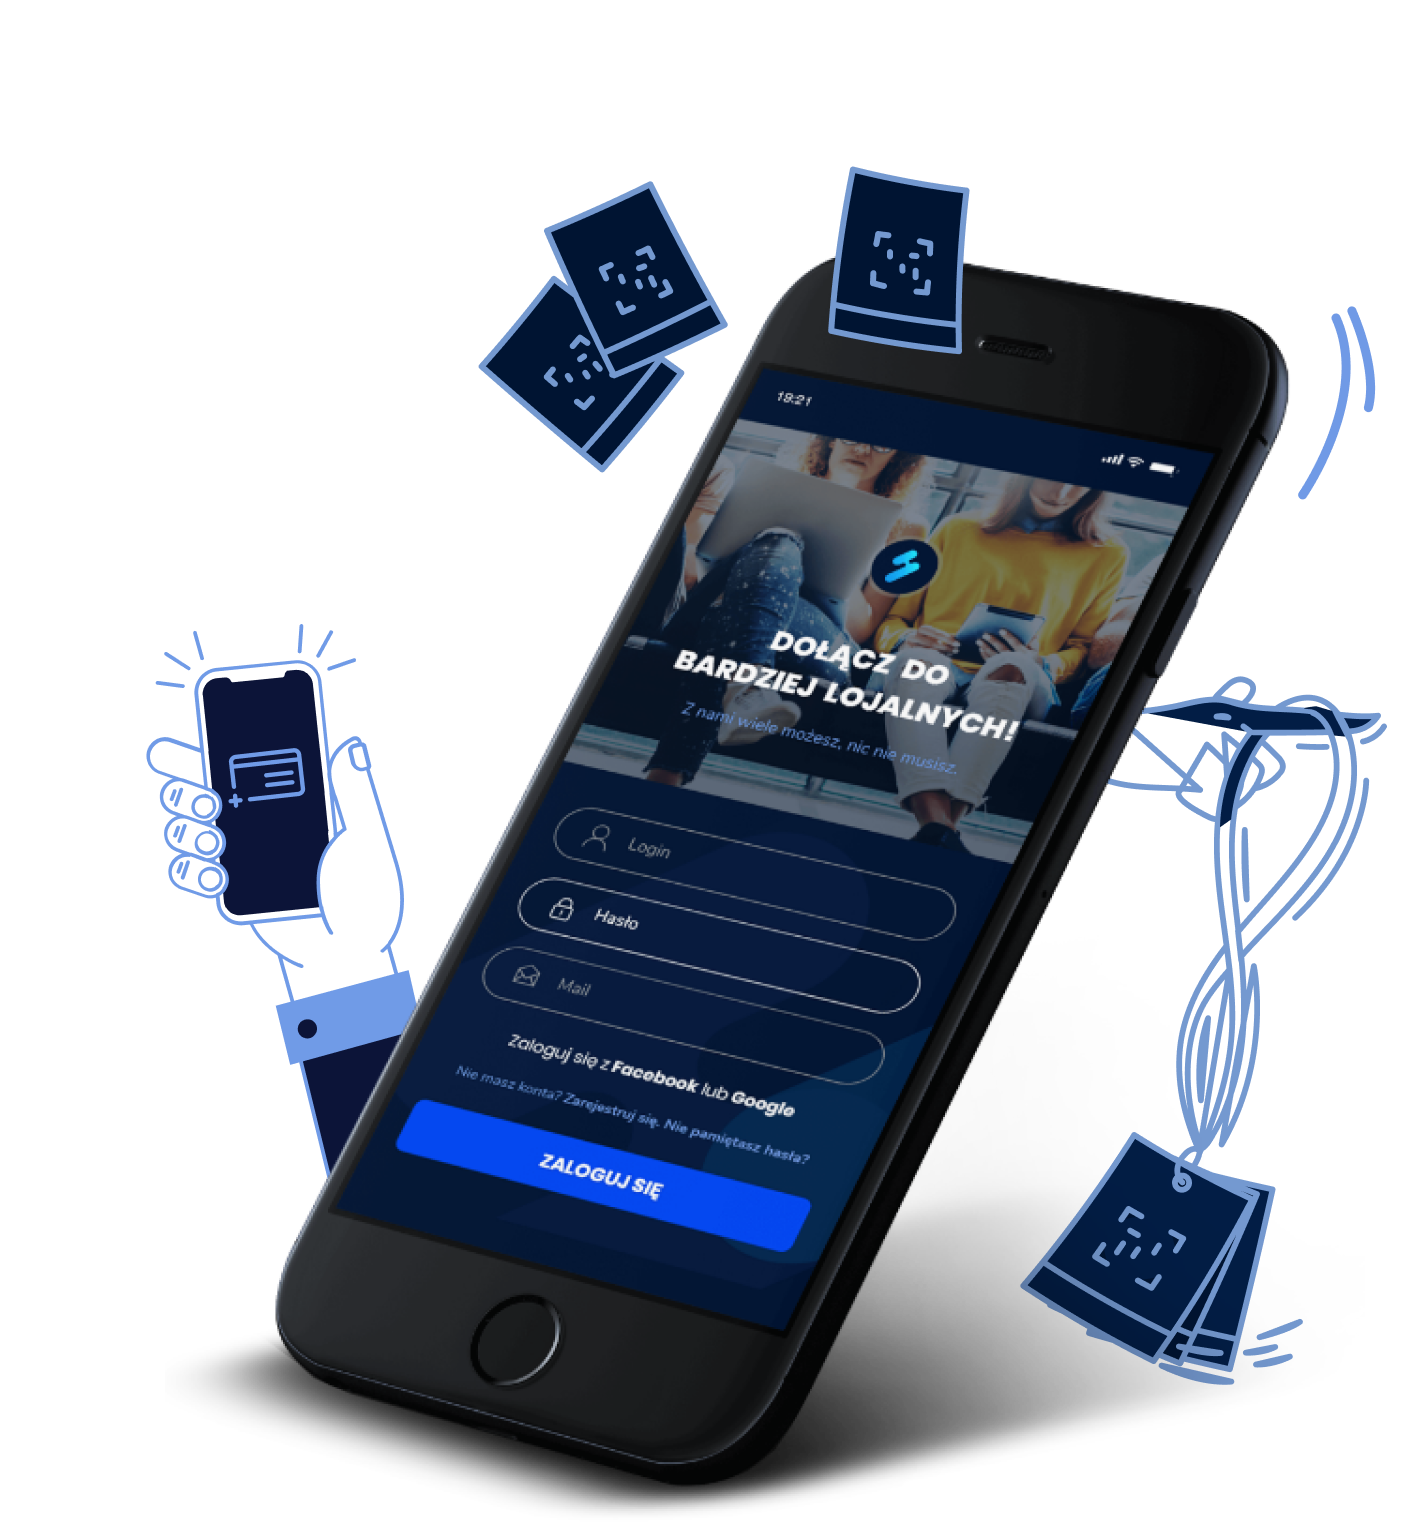 19:21
DOŁĄCZ DO
BARDZIEJ LOJALNYCH!
Z nami wiele możesz, nic nie musisz.
Login
Hasło
Mail
Zaloguj się z Facebook lub Google
Nie masz konta? Zarejestruj się. Nie pamiętasz hasła?
ZALOGUJ SIĘ